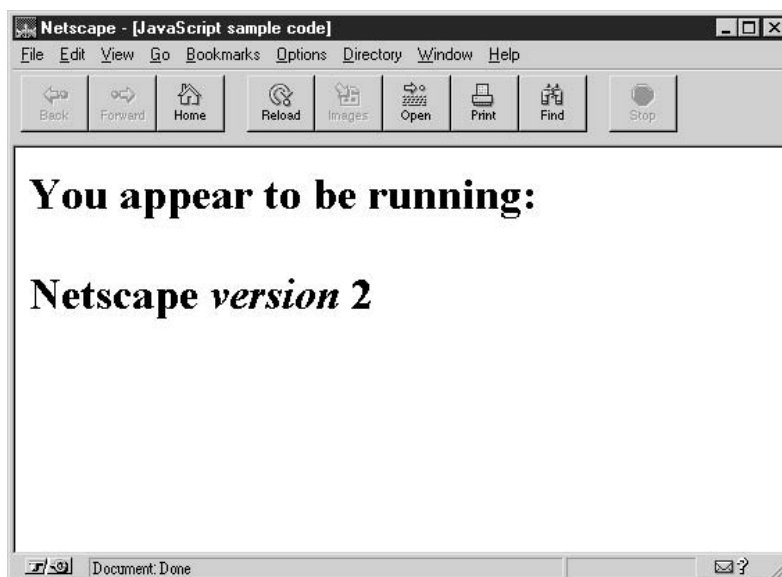 Netscape - [JavaScript sample code]
File Edit View Go Bookmarks Options Directory Window Help
Back Forward Home Reload Images Open Print Find Stop
You appear to be running:
Netscape version 2
Document: Done